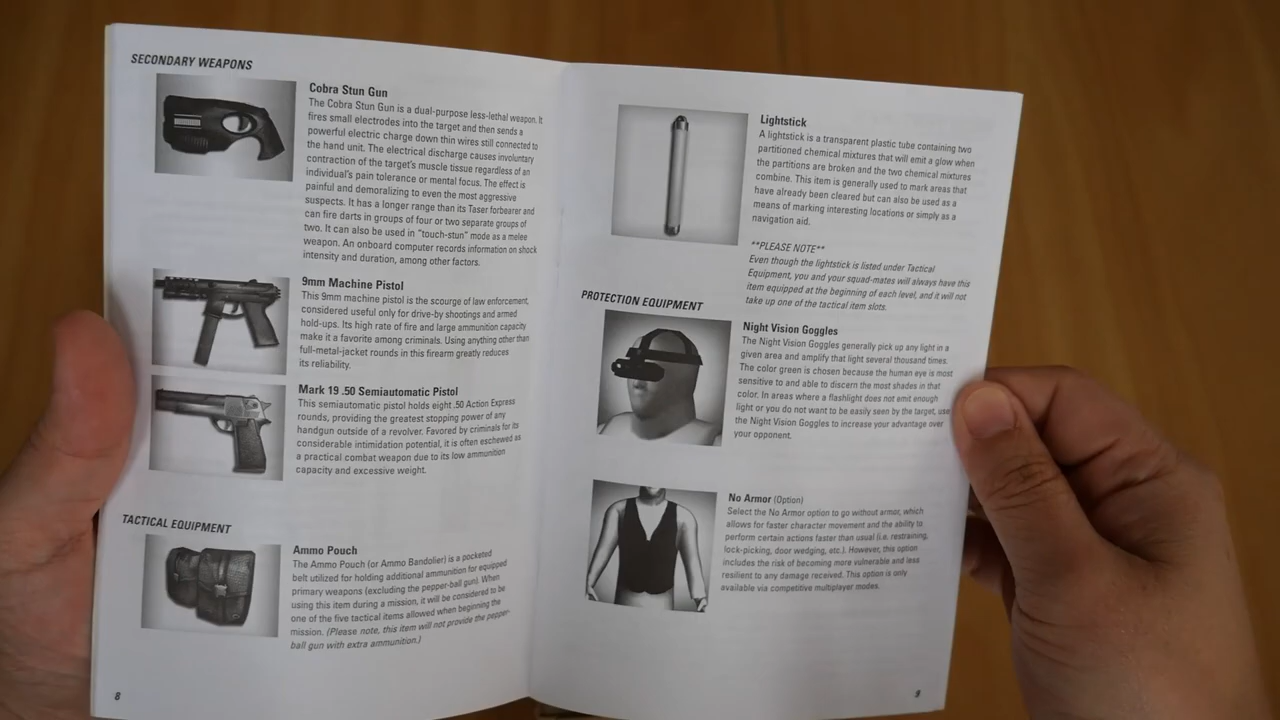 SECONDARY WEAPONS
Cobra Stun Gun
The Cobra Stun Gun is a dual-purpose less-lethal weapon. It
fires small electrodes into the target and then sends a
powerful electric charge down thin wires still connected to
the hand unit. The electrical discharge causes involuntary
contraction of the target's muscle tissue regardless of an
individual's pain tolerance or mental focus. The effect is
painful and demoralizing to even the most aggressive
suspects. It has a longer range than its Taser forbearer and
can fire darts in groups of four or two separate groups of
two. It can also be used in "touch-stun" mode as a melee
weapon. An onboard computer records information on shock
intensity and duration, among other factors.
9mm Machine Pistol
This 9mm machine pistol is the scourge of law enforcement,
considered useful only for drive-by shootings and armed
hold-ups. Its high rate of fire and large ammunition capacity
make it a favorite among criminals. Using anything other than
full-metal-jacket rounds in this firearm greatly reduces
its reliability.
Mark 19 .50 Semiautomatic Pistol
This semiautomatic pistol holds eight .50 Action Express
rounds, providing the greatest stopping power of any
handgun outside of a revolver. Favored by criminals for its
considerable intimidation potential, it is often eschewed as
a practical combat weapon due to its low ammunition
capacity and excessive weight.
TACTICAL EQUIPMENT
Ammo Pouch
The Ammo Pouch (or Ammo Bandolier) is a pocketed
belt utilized for holding additional ammunition for equipped
primary weapons (excluding the pepper-ball gun). When
using this item during a mission, it will be considered to be
one of the five tactical items allowed when beginning the
mission. (Please note, this item will not provide the pepper-
ball gun with extra ammunition.)
8
Lightstick
A lightstick is a transparent plastic tube containing two
partitioned chemical mixtures that will emit a glow when
the partitions are broken and the two chemical mixtures
combine. This item is generally used to mark areas that
have already been cleared but can also be used as a
means of marking interesting locations or simply as a
navigation aid.
**PLEASE NOTE**
Even though the lightstick is listed under Tactical
Equipment, you and your squad-mates will always have this
item equipped at the beginning of each level, and it will not
take up one of the tactical item slots.
PROTECTION EQUIPMENT
Night Vision Goggles
The Night Vision Goggles generally pick up any light in a
given area and amplify that light several thousand times.
The color green is chosen because the human eye is most
sensitive to and able to discern the most shades in that
color. In areas where a flashlight does not emit enough
light or you do not want to be easily seen by the target, use
the Night Vision Goggles to increase your advantage over
your opponent.
No Armor (Option)
Select the No Armor option to go without armor, which
allows for faster character movement and the ability to
perform certain actions faster than usual (i.e. restraining,
lock-picking, door wedging, etc.). However, this option
includes the risk of becoming more vulnerable and less
resilient to any damage received. This option is only
available via competitive multiplayer modes.
9